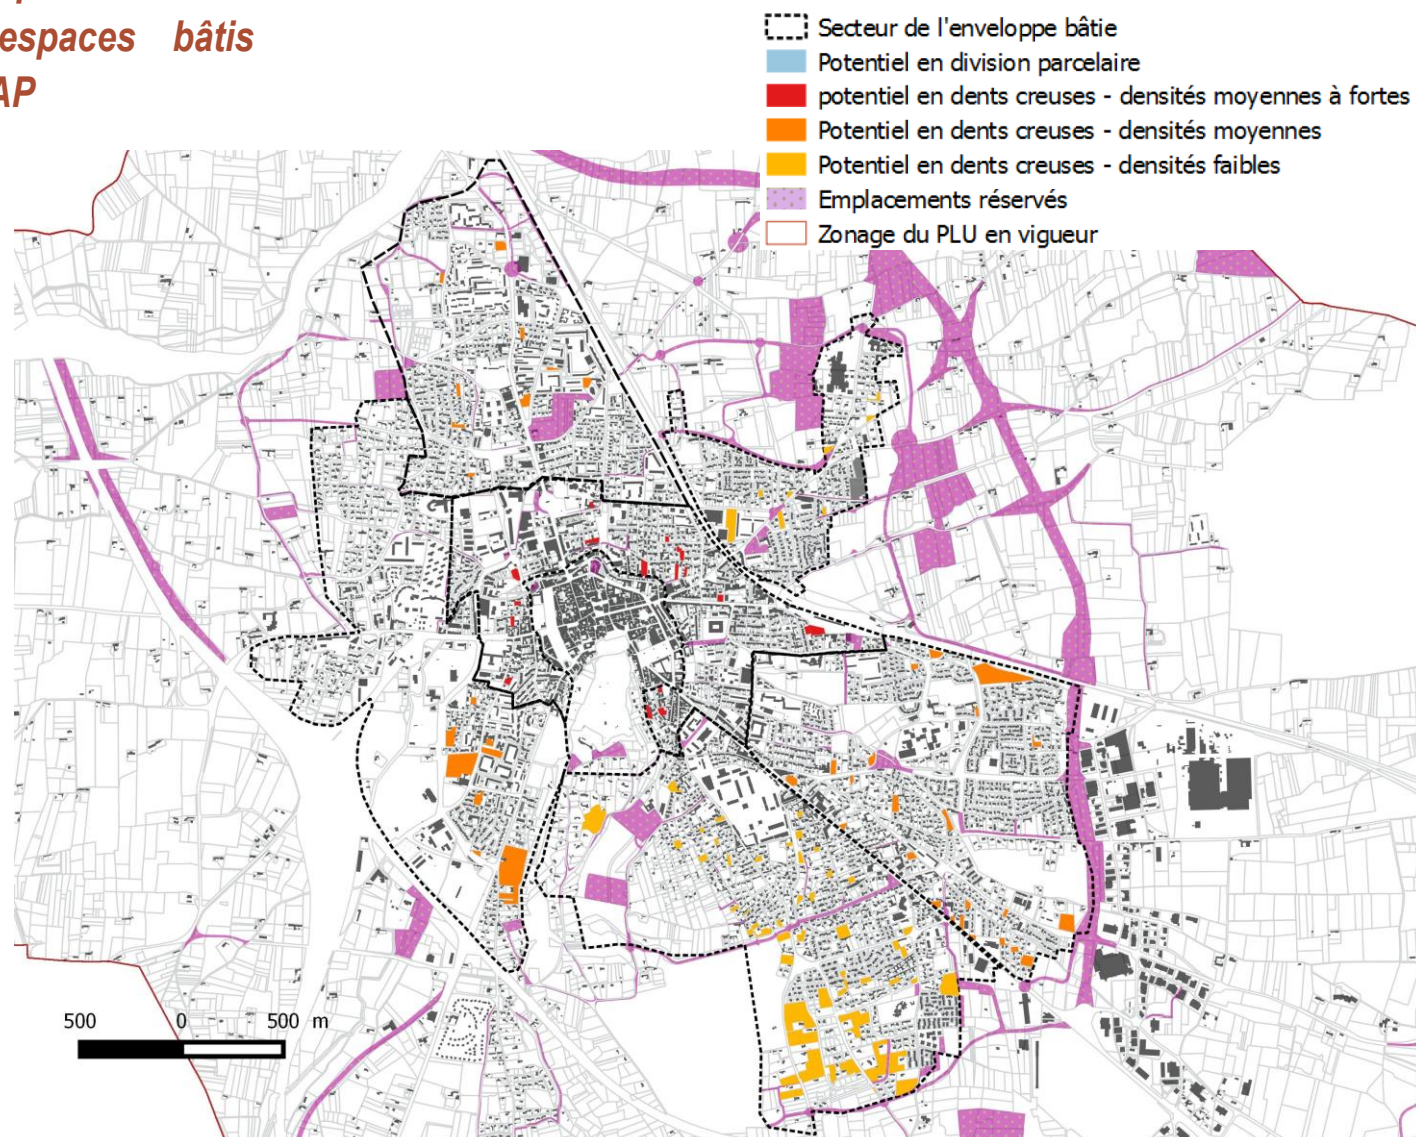 espaces bâtis
AP
Secteur de l'enveloppe bâtie
Potentiel en division parcelaire
potentiel en dents creuses - densités moyennes à fortes
Potentiel en dents creuses - densités moyennes
Potentiel en dents creuses - densités faibles
Emplacements réservés
Zonage du PLU en vigueur
500 0 500 m